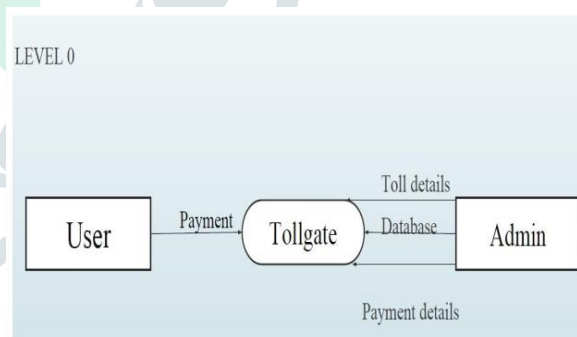 LEVEL 0
Toll details
User
Payment
Tollgate
Database
Admin
Payment details